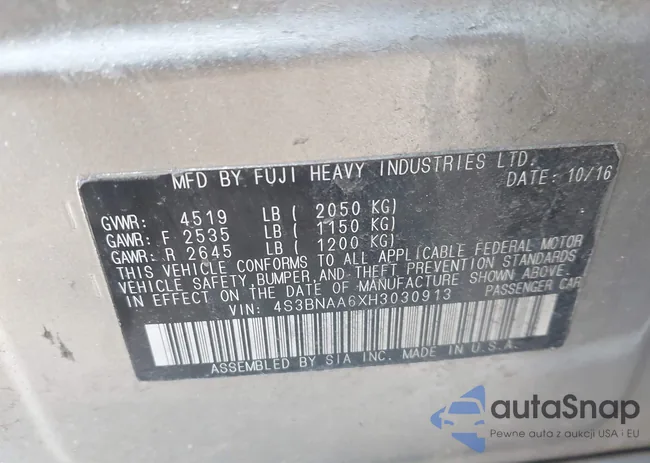 MFD BY FUJI HEAVY INDUSTRIES LTD.
DATE: 10/16
GVWR: 4519 LB ( 2050 KG)
GAWR: F 2535 LB ( 1150 KG)
GAWR: R 2645 LB ( 1200 KG)
THIS VEHICLE CONFORMS TO ALL APPLICABLE FEDERAL MOTOR
VEHICLE SAFETY, BUMPER, AND THEFT PREVENTION STANDARDS
IN EFFECT ON THE DATE OF MANUFACTURE SHOWN ABOVE.
VIN: 4S3BNAA6XH3030913 PASSENGER CAR
ASSEMBLED BY SIA INC. MADE IN U.S.A.
autaSnap
Pewne auta z aukcji USA i EU